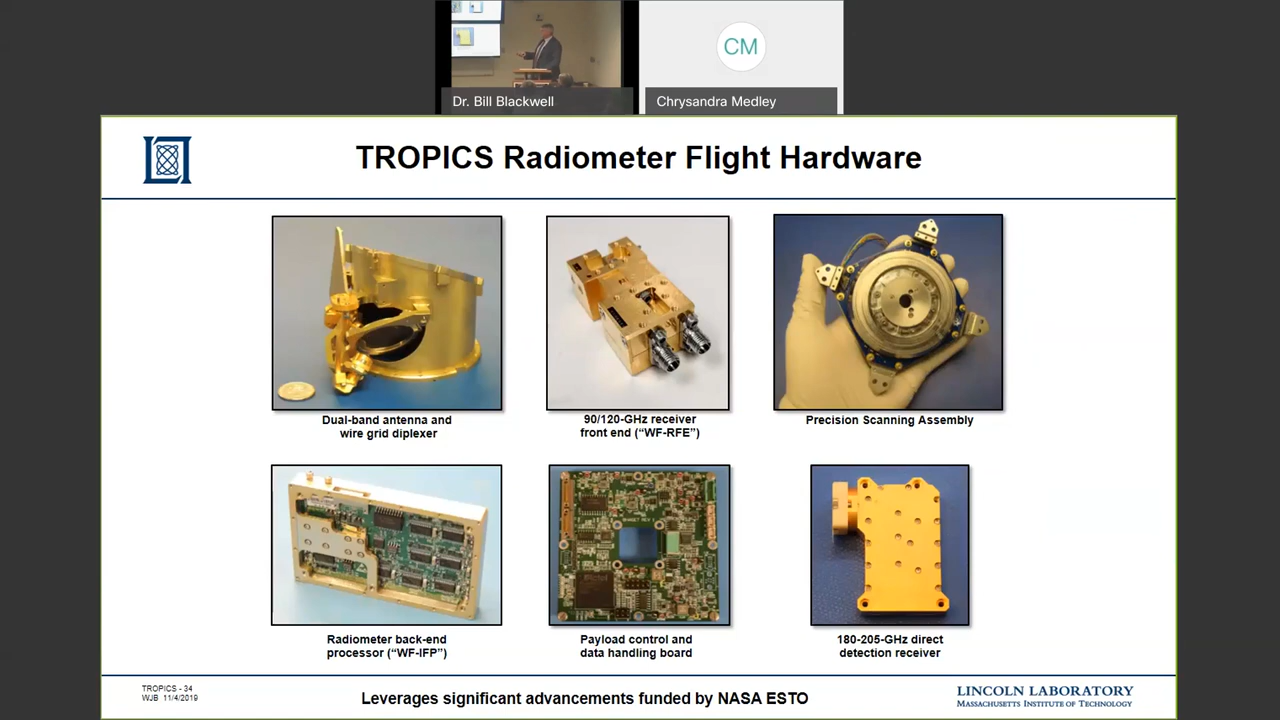 CM
Dr. Bill Blackwell
Chrysandra Medley
TROPICS Radiometer Flight Hardware
Dual-band antenna and
wire grid diplexer
90/120-GHz receiver
front end (“WF-RFE”)
Precision Scanning Assembly
Radiometer back-end
processor (“WF-IFP”)
Payload control and
data handling board
180-205-GHz direct
detection receiver
TROPICS - 34
WJB 11/4/2019
Leverages significant advancements funded by NASA ESTO
LINCOLN LABORATORY
MASSACHUSETTS INSTITUTE OF TECHNOLOGY